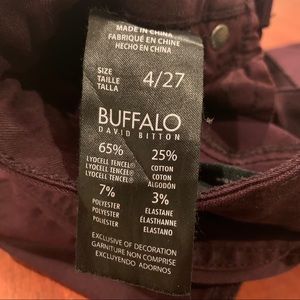 MADE IN CHINA
FABRIQUÉ EN CHINE
HECHO EN CHINA
SIZE
TAILLE
TALLA
4/27
BUFFALO
DAVID BITTON
65% 25%
LYOCELL TENCEL® COTTON
LYOCELL TENCEL® COTON
LYOCELL TENCEL® ALGODÓN
7% 3%
POLYESTER ELASTANE
POLYESTER ÉLASTHANNE
POLIÉSTER ELASTANO
EXCLUSIVE OF DECORATION
GARNITURE NON COMPRISE
EXCLUYENDO ADORNOS